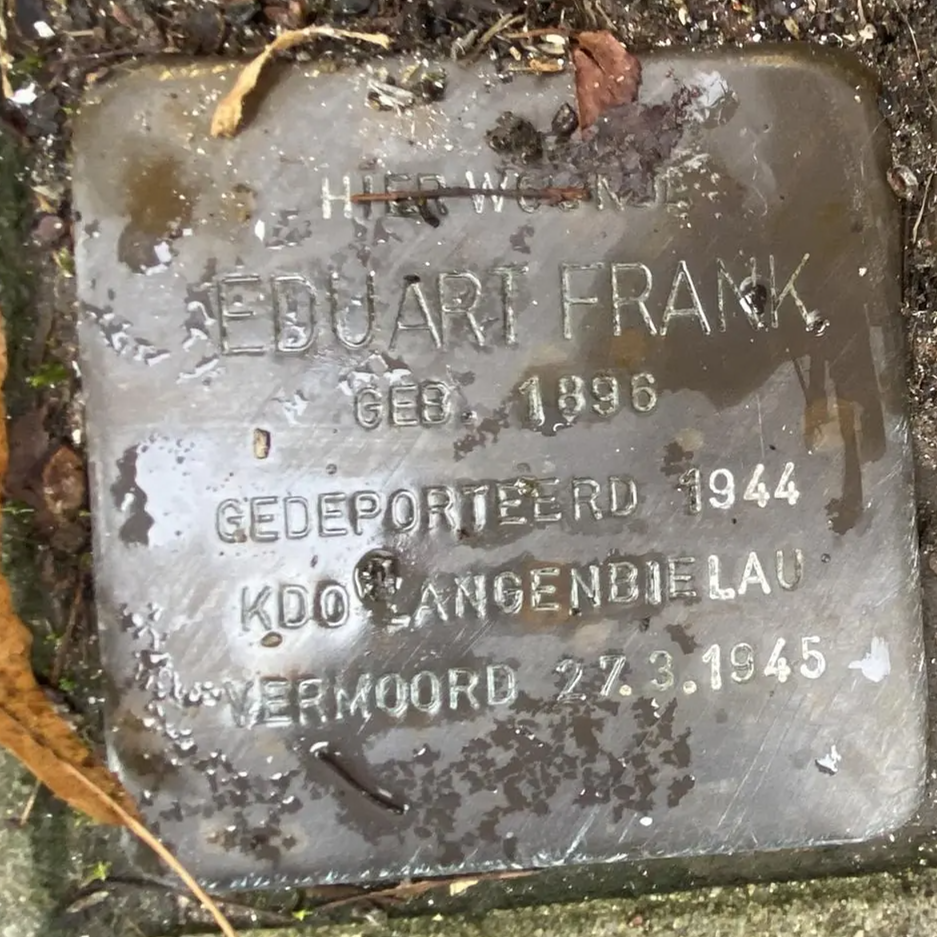 HIER WOONDE
EDUART FRANK
GEB. 1896
GEDEPORTEERD 1944
KDO LANGENBIELAU
VERMOORD 27.3.1945